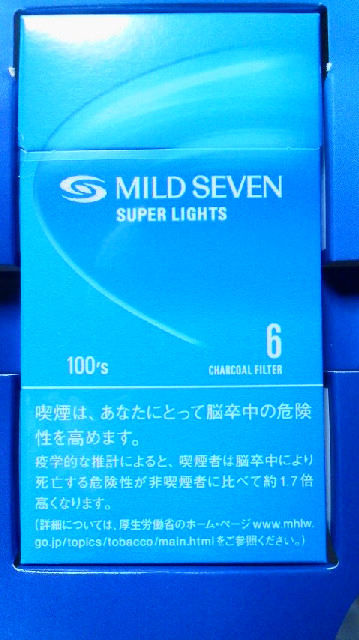 MILD SEVEN
SUPER LIGHTS
100's
6
CHARCOAL FILTER
喫煙は、あなたにとって脳卒中の危険
性を高めます。
疫学的な推計によると、喫煙者は脳卒中により
死亡する危険性が非喫煙者に比べて約1.7倍
高くなります。
(詳細については、厚生労働省のホーム・ページ www.mhlw.
go.jp/topics/tobacco/main.html をご参照ください。)